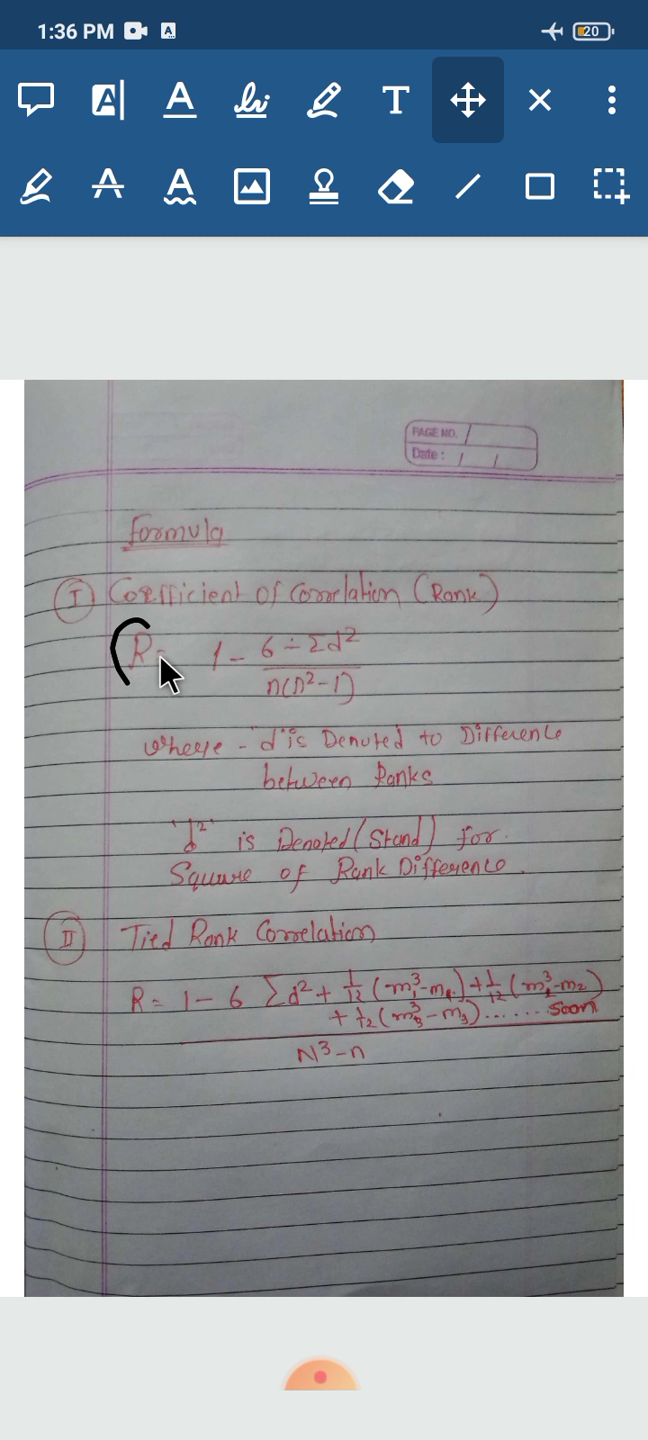 1:36 PM
20
PAGE NO.
Date : / /
Formula
I Coefficient of Correlation (Rank)
R = 1 - 6 ÷ Σd²
n(n² - 1)
where - 'd' is Denoted to Difference
between Ranks
"d²" is Denoted (Stand) for
Square of Rank Difference.
II Tied Rank Correlation
R = 1 - 6 Σd² + 1/12 (m₁³ - m₁) + 1/12 (m₂³ - m₂)
+ 1/2 (m₃³ - m₃) ...... Soon
N³ - n